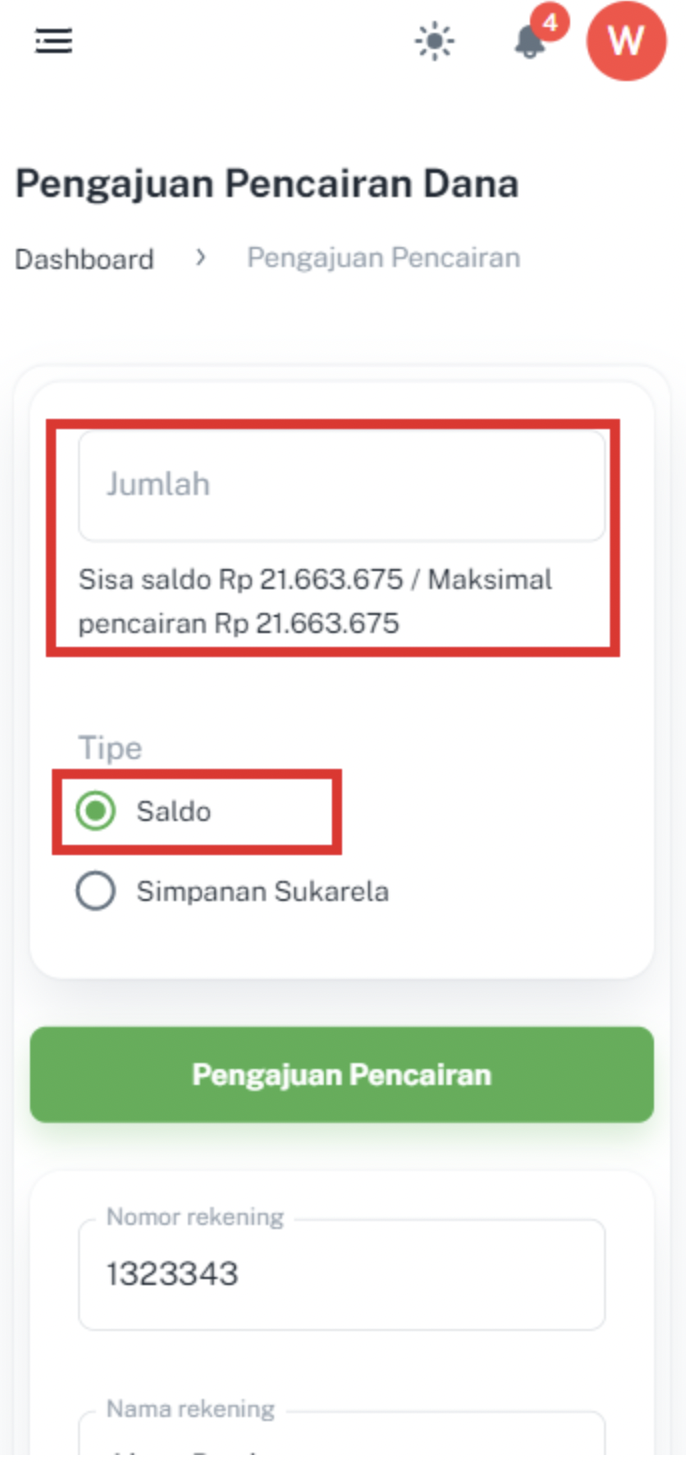 4
W
Pengajuan Pencairan Dana
Dashboard > Pengajuan Pencairan
Jumlah
Sisa saldo Rp 21.663.675 / Maksimal
pencairan Rp 21.663.675
Tipe
Saldo
Simpanan Sukarela
Pengajuan Pencairan
Nomor rekening
1323343
Nama rekening